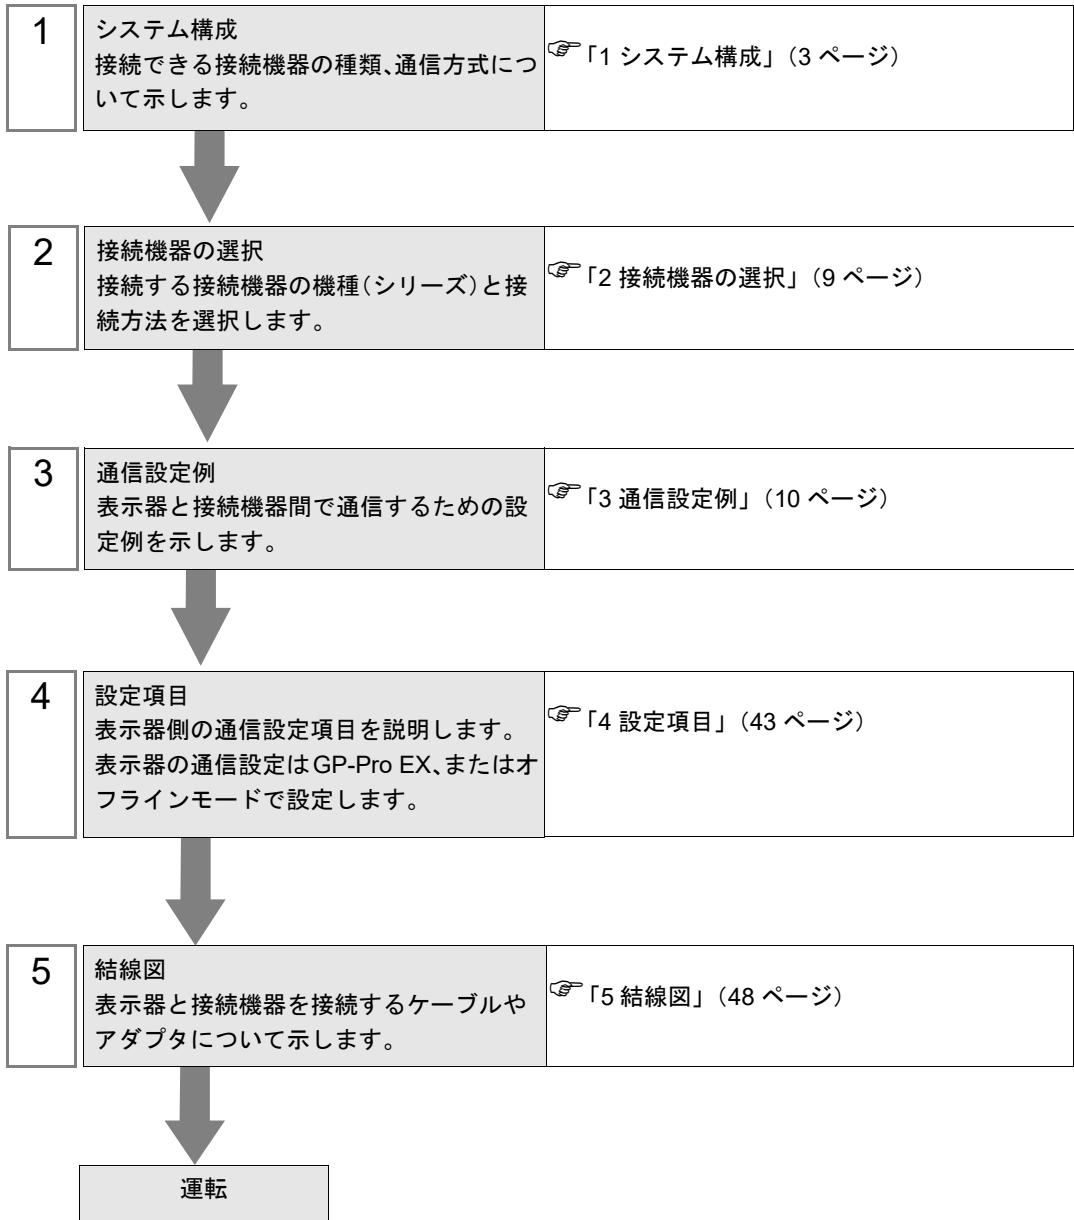 1
システム構成
接続できる接続機器の種類、通信方式につ
いて示します。
☞「1 システム構成」(3 ページ)
2
接続機器の選択
接続する接続機器の機種(シリーズ)と接
続方法を選択します。
☞「2 接続機器の選択」(9 ページ)
3
通信設定例
表示器と接続機器間で通信するための設
定例を示します。
☞「3 通信設定例」(10 ページ)
4
設定項目
表示器側の通信設定項目を説明します。
表示器の通信設定はGP-Pro EX、またはオ
フラインモードで設定します。
☞「4 設定項目」(43 ページ)
5
結線図
表示器と接続機器を接続するケーブルや
アダプタについて示します。
☞「5 結線図」(48 ページ)
運転